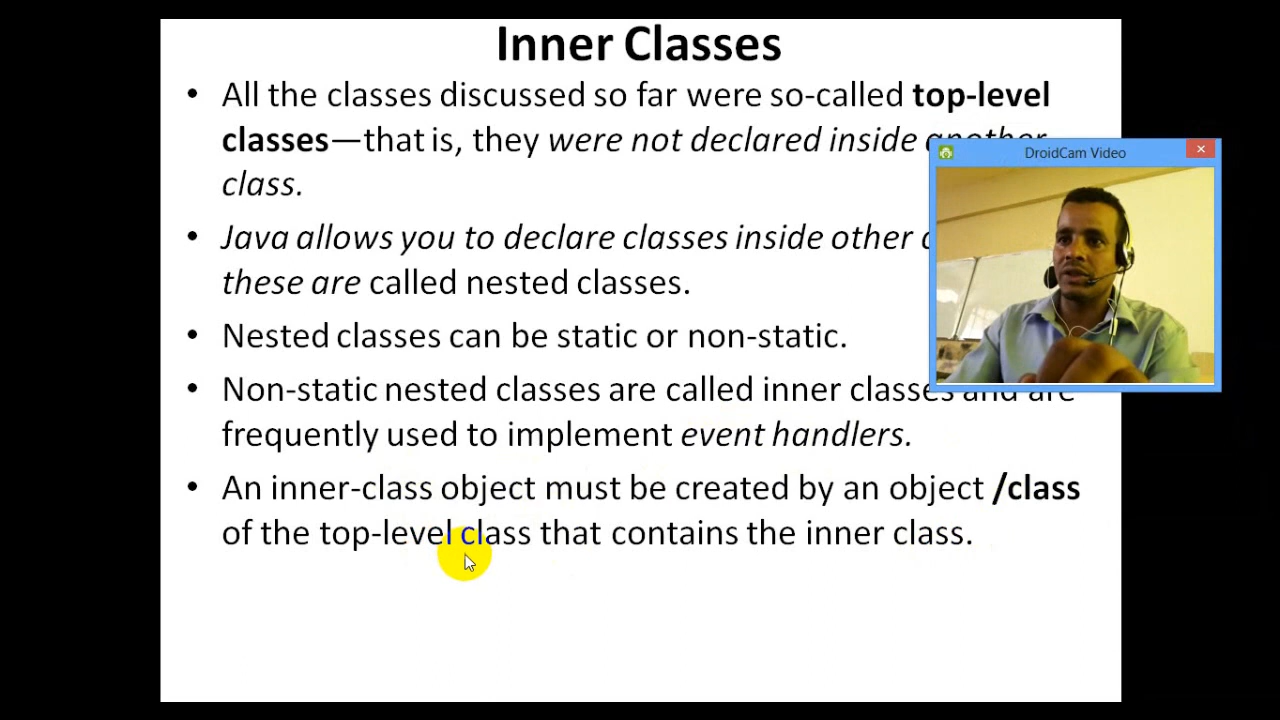 Inner Classes
• All the classes discussed so far were so-called top-level
classes—that is, they were not declared inside another
class.
DroidCam Video
• Java allows you to declare classes inside other
these are called nested classes.
• Nested classes can be static or non-static.
• Non-static nested classes are called inner classes and are
frequently used to implement event handlers.
• An inner-class object must be created by an object /class
of the top-level class that contains the inner class.